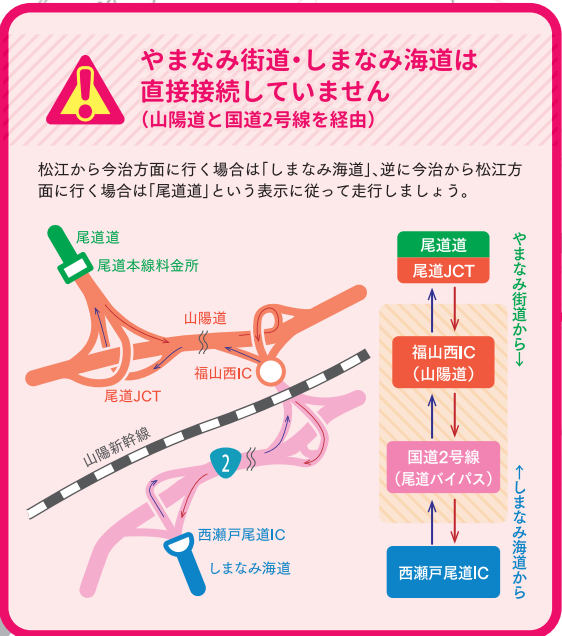 やまなみ街道・しまなみ海道は
直接接続していません
（山陽道と国道2号線を経由）
松江から今治方面に行く場合は「しまなみ海道」、逆に今治から松江方
面に行く場合は「尾道道」という表示に従って走行しましょう。
尾道道
尾道本線料金所
山陽道
福山西IC
尾道JCT
山陽新幹線
2
西瀬戸尾道IC
しまなみ海道
尾道道
尾道JCT
福山西IC
（山陽道）
国道2号線
（尾道バイパス）
西瀬戸尾道IC
やまなみ街道から→
←しまなみ海道から